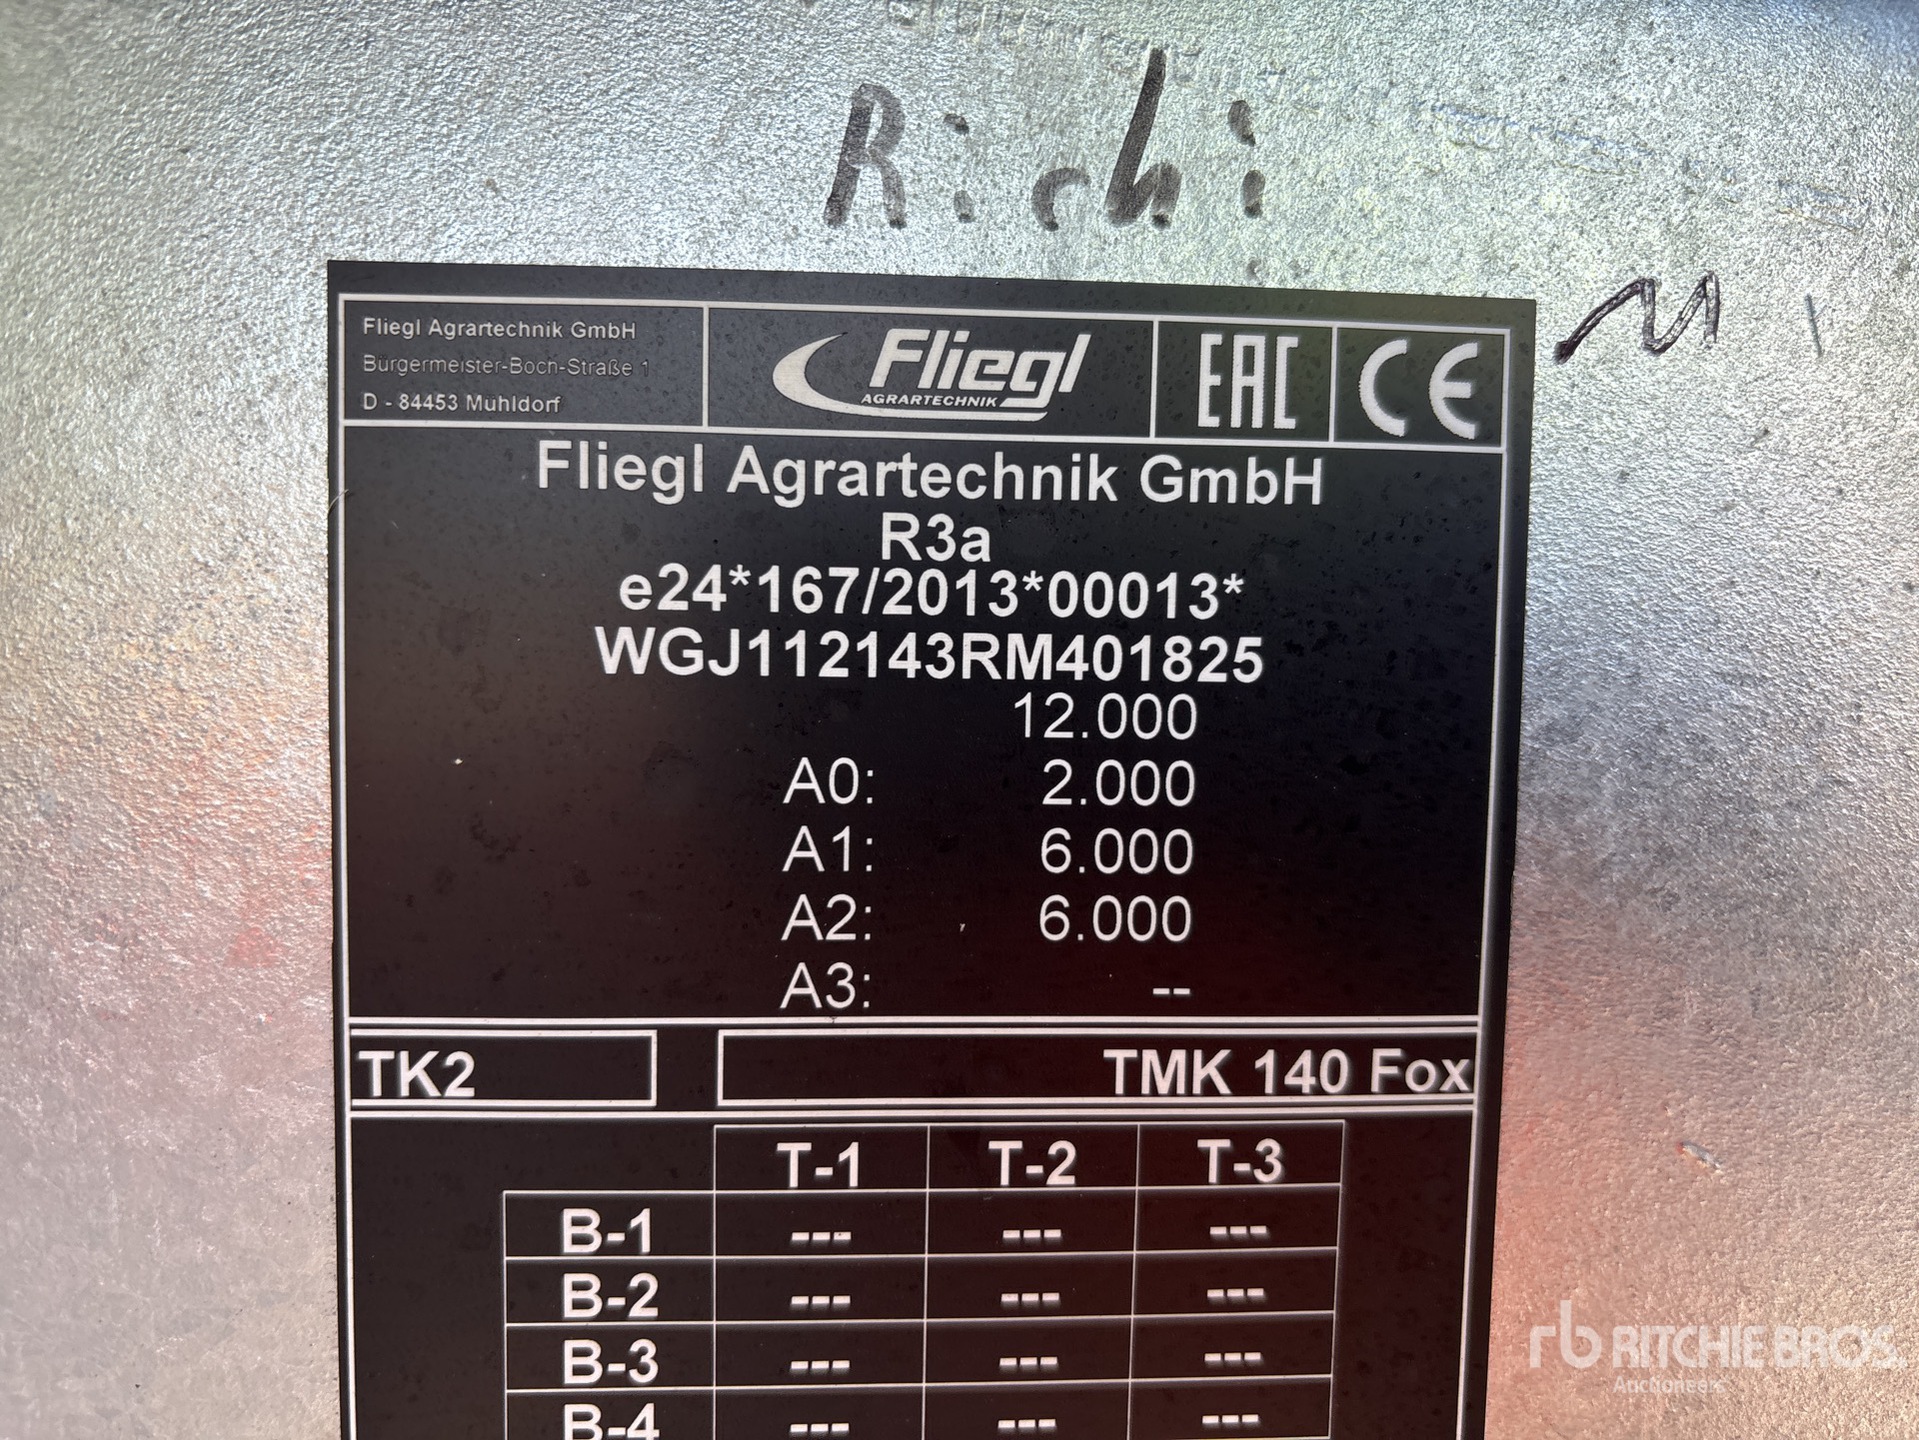 Richi
Fliegl Agrartechnik GmbH
Bürgermeister-Boch-Straße 1
D - 84453 Muhldorf
Fliegl
AGRARTECHNIK
EAC
CE
Fliegl Agrartechnik GmbH
R3a
e24*167/2013*00013*
WGJ112143RM401825
12.000
A0: 2.000
A1: 6.000
A2: 6.000
A3: --
TK2 TMK 140 Fox
T-1 T-2 T-3
B-1 --- --- ---
B-2 --- --- ---
B-3 --- --- ---
B-4 --- --- ---
rb RITCHIE BROS.
Auctioneers